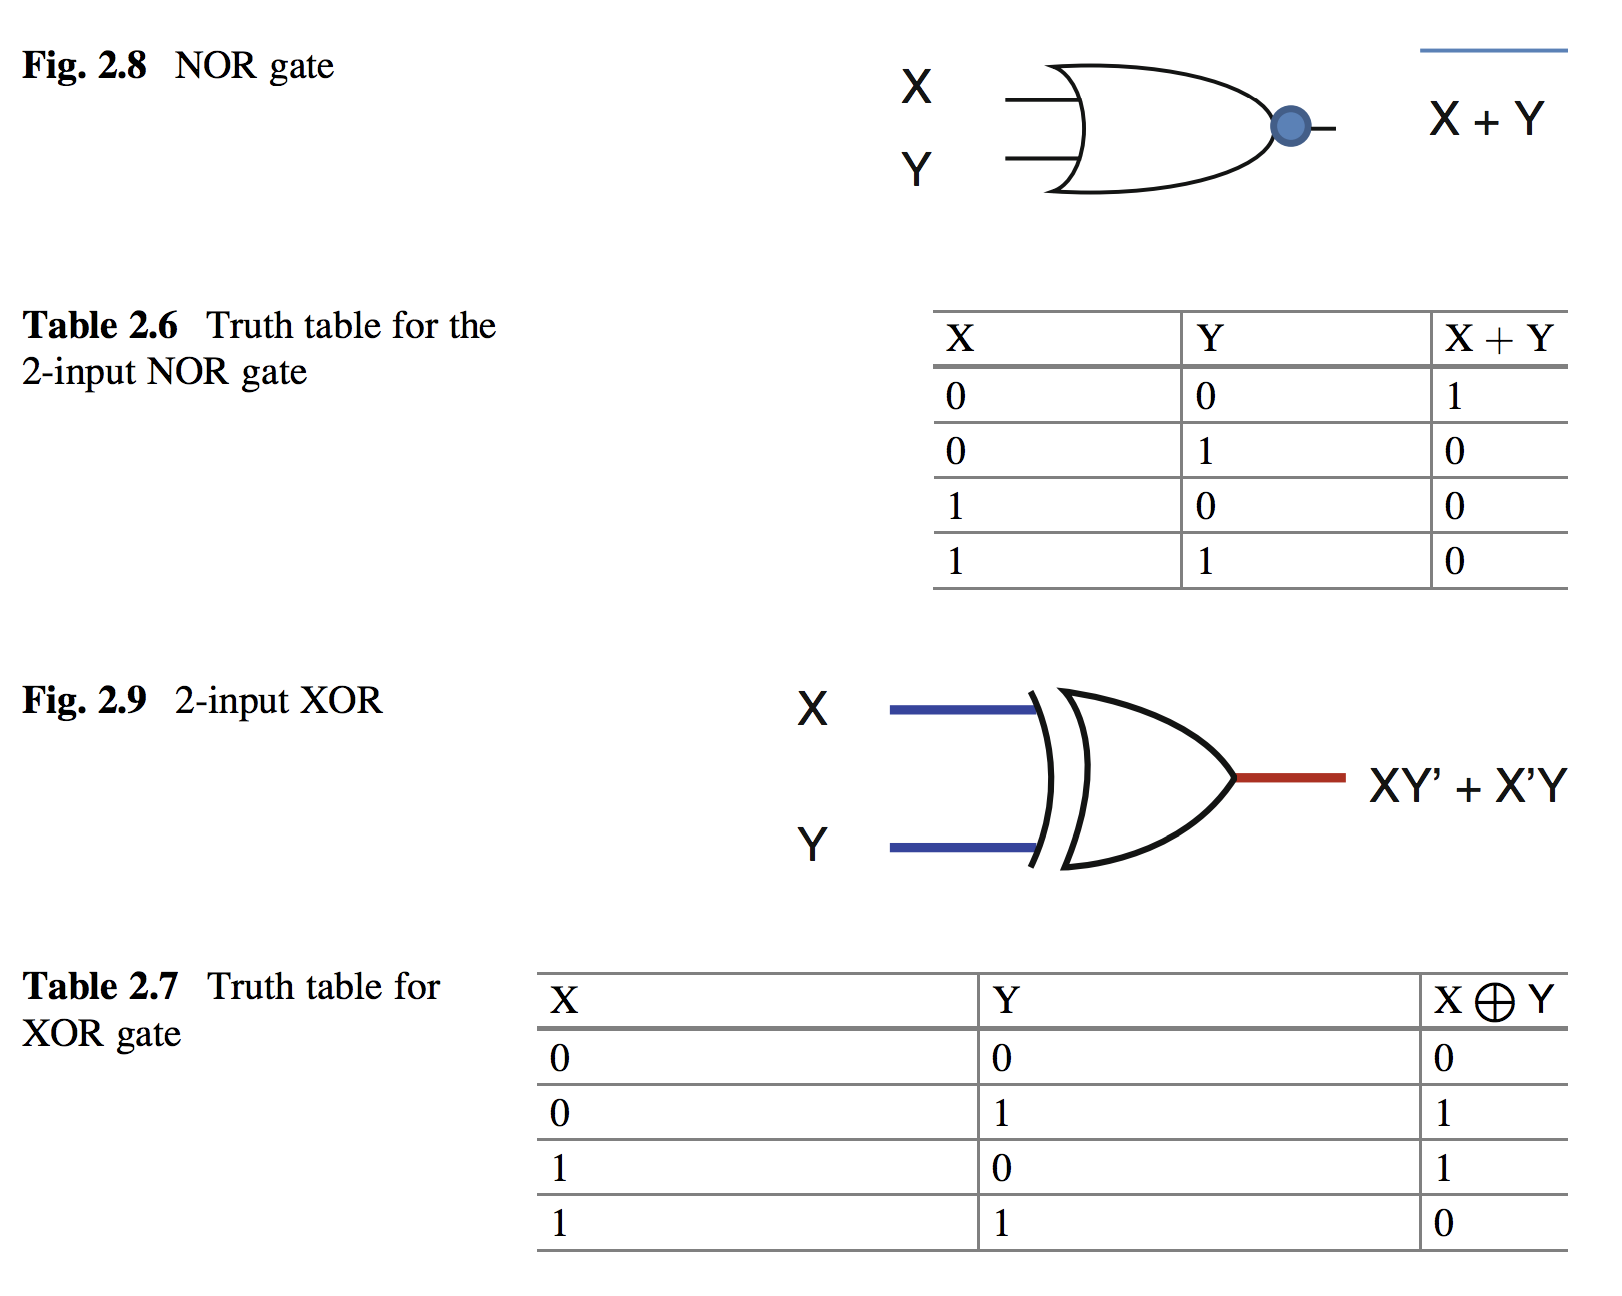 Fig. 2.8 NOR gate
X
Y
X + Y
Table 2.6 Truth table for the
2-input NOR gate
X Y X + Y
0 0 1
0 1 0
1 0 0
1 1 0
Fig. 2.9 2-input XOR
X
Y
XY' + X'Y
Table 2.7 Truth table for
XOR gate
X Y X ⊕ Y
0 0 0
0 1 1
1 0 1
1 1 0